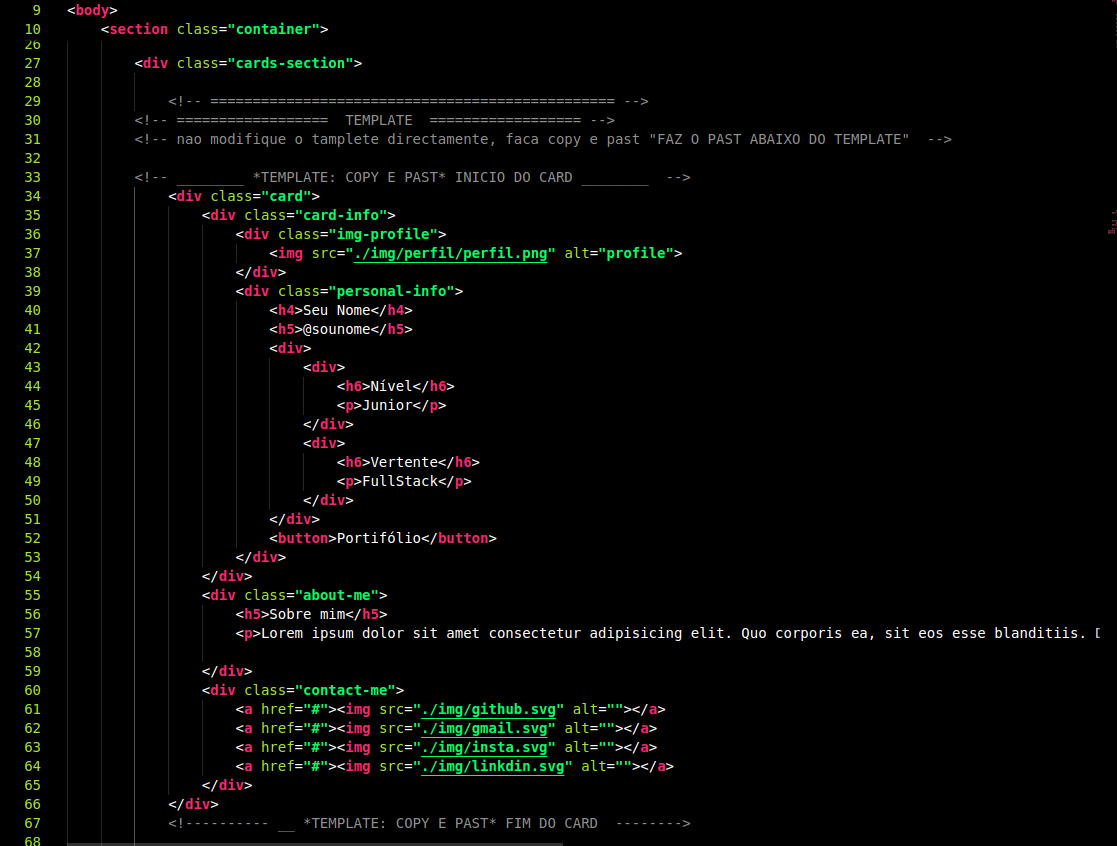 9 <body>
10 <section class="container">
26
27 <div class="cards-section">
28
29 <!-- ================================================ -->
30 <!-- ================== TEMPLATE ================== -->
31 <!-- nao modifique o tamplete directamente, faca copy e past "FAZ O PAST ABAIXO DO TEMPLATE" -->
32
33 <!-- ________ *TEMPLATE: COPY E PAST* INICIO DO CARD ________ -->
34 <div class="card">
35 <div class="card-info">
36 <div class="img-profile">
37 <img src="./img/perfil/perfil.png" alt="profile">
38 </div>
39 <div class="personal-info">
40 <h4>Seu Nome</h4>
41 <h5>@sounome</h5>
42 <div>
43 <div>
44 <h6>Nível</h6>
45 <p>Junior</p>
46 </div>
47 <div>
48 <h6>Vertente</h6>
49 <p>FullStack</p>
50 </div>
51 </div>
52 <button>Portifólio</button>
53 </div>
54 </div>
55 <div class="about-me">
56 <h5>Sobre mim</h5>
57 <p>Lorem ipsum dolor sit amet consectetur adipisicing elit. Quo corporis ea, sit eos esse blanditiis.
58
59 </div>
60 <div class="contact-me">
61 <a href="#"><img src="./img/github.svg" alt=""></a>
62 <a href="#"><img src="./img/gmail.svg" alt=""></a>
63 <a href="#"><img src="./img/insta.svg" alt=""></a>
64 <a href="#"><img src="./img/linkdin.svg" alt=""></a>
65 </div>
66 </div>
67 <!---------- __ *TEMPLATE: COPY E PAST* FIM DO CARD -------->
68